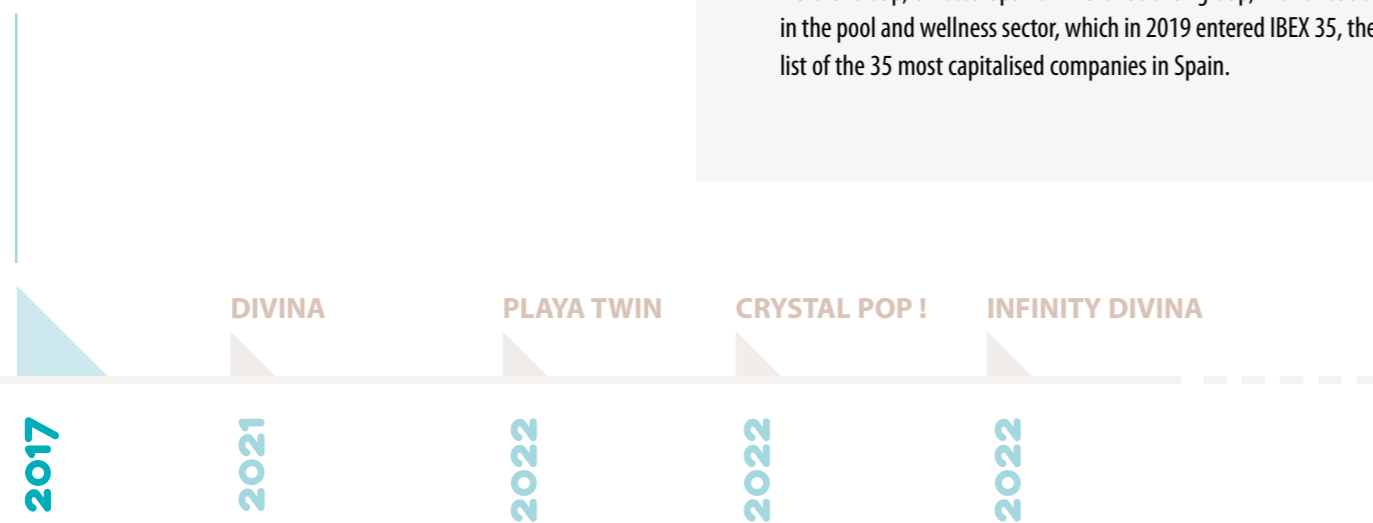 in the pool and wellness sector, which in 2019 entered IBEX 35, the
list of the 35 most capitalised companies in Spain.
DIVINA
PLAYA TWIN
CRYSTAL POP !
INFINITY DIVINA
2017
2021
2022
2022
2022